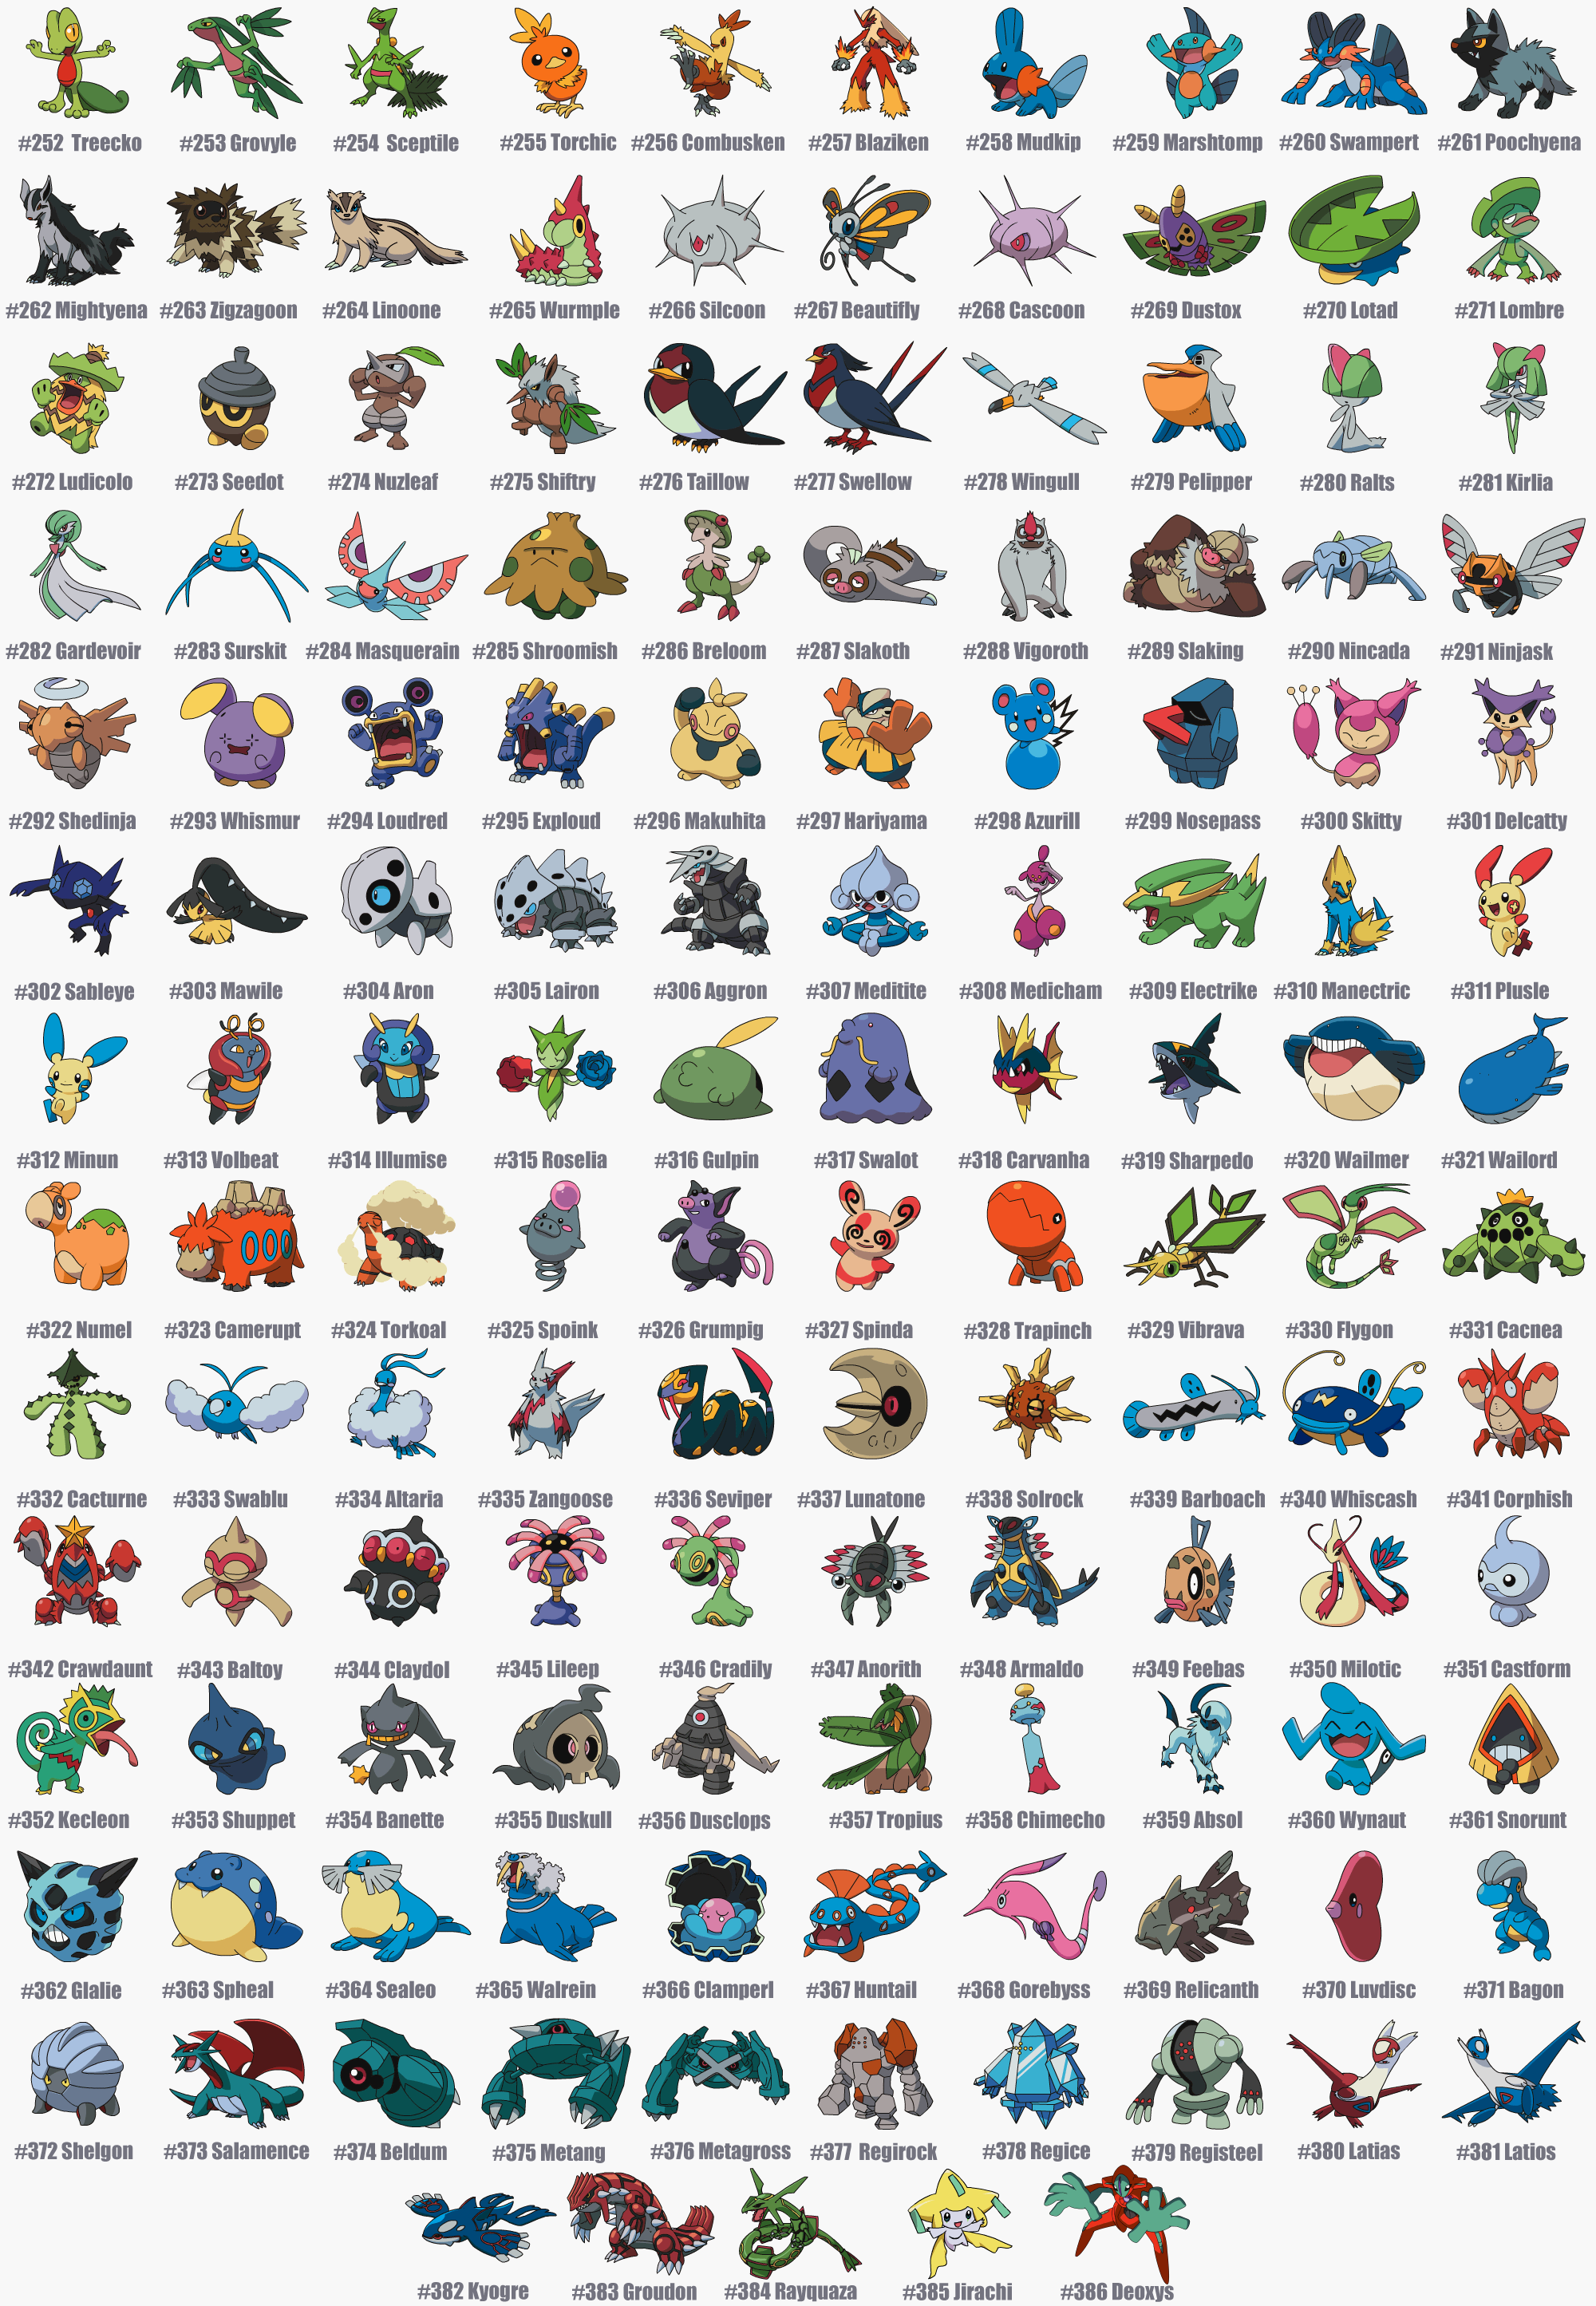 #252 Treecko #253 Grovyle #254 Sceptile #255 Torchic #256 Combusken #257 Blaziken #258 Mudkip #259 Marshtomp #260 Swampert #261 Poochyena
#262 Mightyena #263 Zigzagoon #264 Linoone #265 Wurmple #266 Silcoon #267 Beautifly #268 Cascoon #269 Dustox #270 Lotad #271 Lombre
#272 Ludicolo #273 Seedot #274 Nuzleaf #275 Shiftry #276 Taillow #277 Swellow #278 Wingull #279 Pelipper #280 Ralts #281 Kirlia
#282 Gardevoir #283 Surskit #284 Masquerain #285 Shroomish #286 Breloom #287 Slakoth #288 Vigoroth #289 Slaking #290 Nincada #291 Ninjask
#292 Shedinja #293 Whismur #294 Loudred #295 Exploud #296 Makuhita #297 Hariyama #298 Azurill #299 Nosepass #300 Skitty #301 Delcatty
#302 Sableye #303 Mawile #304 Aron #305 Lairon #306 Aggron #307 Meditite #308 Medicham #309 Electrike #310 Manectric #311 Plusle
#312 Minun #313 Volbeat #314 Illumise #315 Roselia #316 Gulpin #317 Swalot #318 Carvanha #319 Sharpedo #320 Wailmer #321 Wailord
#322 Numel #323 Camerupt #324 Torkoal #325 Spoink #326 Grumpig #327 Spinda #328 Trapinch #329 Vibrava #330 Flygon #331 Cacnea
#332 Cacturne #333 Swablu #334 Altaria #335 Zangoose #336 Seviper #337 Lunatone #338 Solrock #339 Barboach #340 Whiscash #341 Corphish
#342 Crawdaunt #343 Baltoy #344 Claydol #345 Lileep #346 Cradily #347 Anorith #348 Armaldo #349 Feebas #350 Milotic #351 Castform
#352 Kecleon #353 Shuppet #354 Banette #355 Duskull #356 Dusclops #357 Tropius #358 Chimecho #359 Absol #360 Wynaut #361 Snorunt
#362 Glalie #363 Spheal #364 Sealeo #365 Walrein #366 Clamperl #367 Huntail #368 Gorebyss #369 Relicanth #370 Luvdisc #371 Bagon
#372 Shelgon #373 Salamence #374 Beldum #375 Metang #376 Metagross #377 Regirock #378 Regice #379 Registeel #380 Latias #381 Latios
#382 Kyogre #383 Groudon #384 Rayquaza #385 Jirachi #386 Deoxys